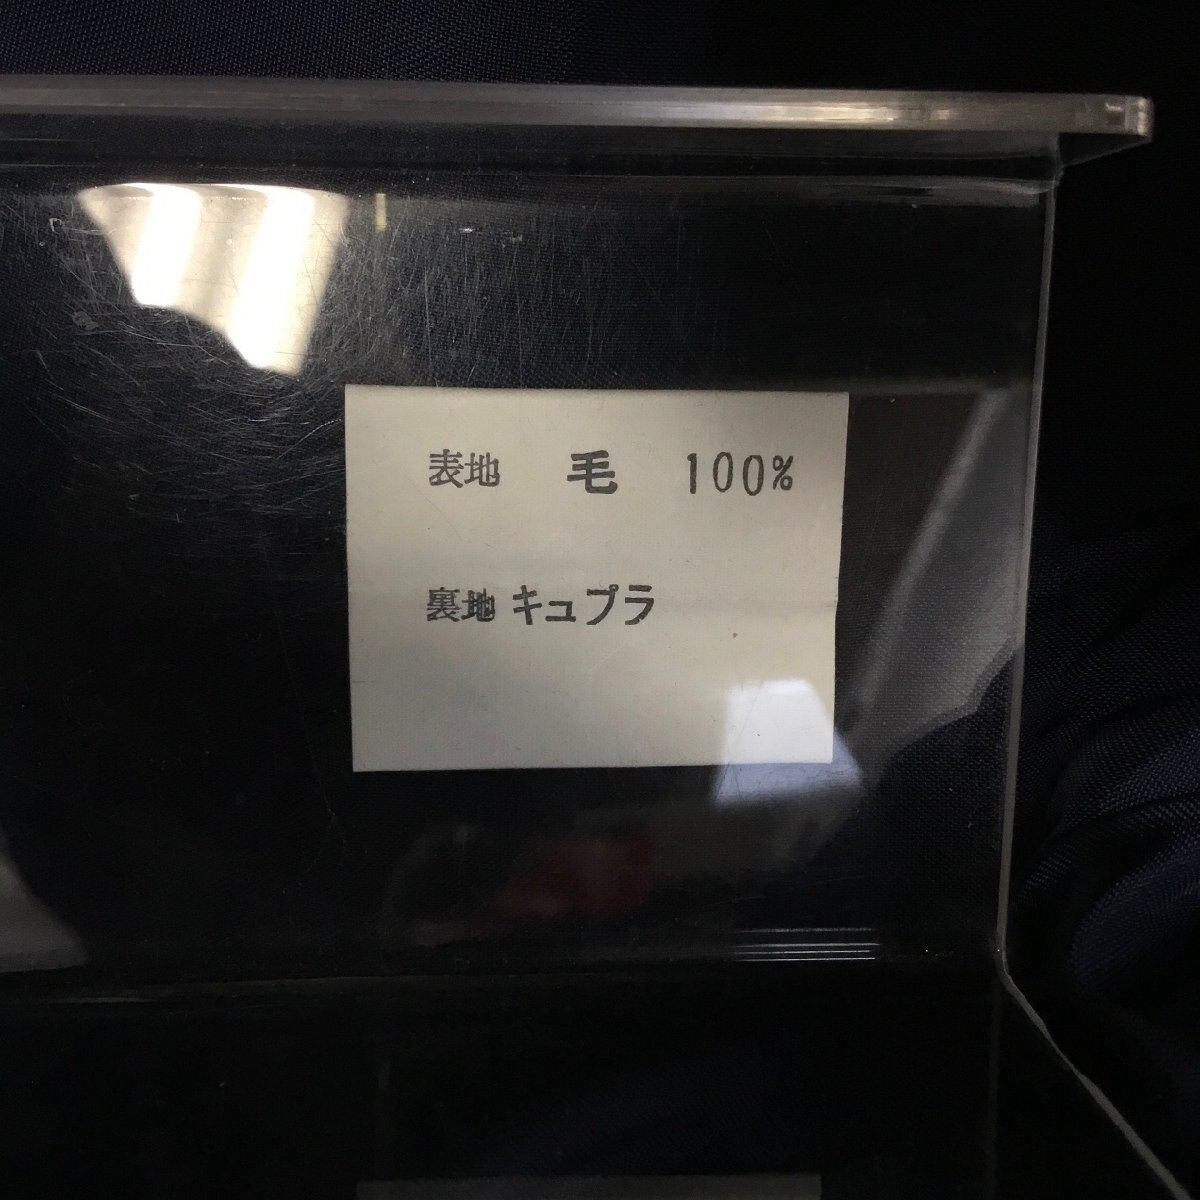 表地 毛 100%
裏地 キュプラ